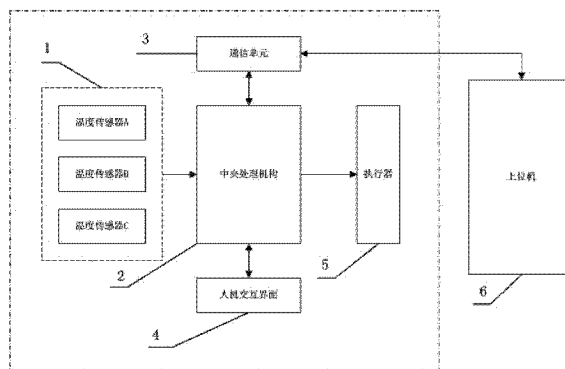 3
通信单元
1
温度传感器A
温度传感器B
温度传感器C
中央处理机构
执行器
上位机
2
5
6
人机交互界面
4